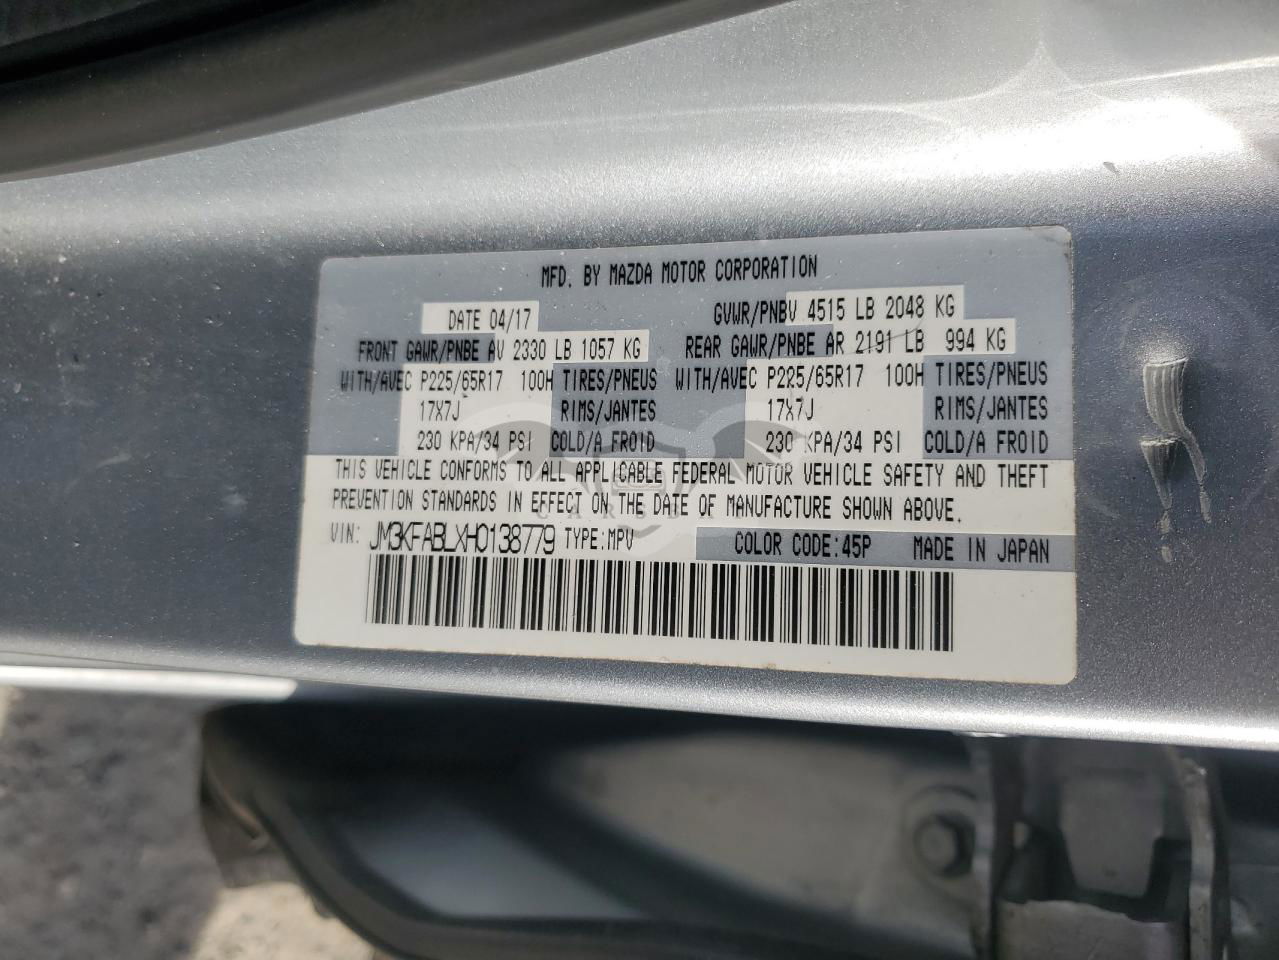 MFD. BY MAZDA MOTOR CORPORATION
DATE 04/17 GVWR/PNBV 4515 LB 2048 KG
FRONT GAWR/PNBE AV 2330 LB 1057 KG REAR GAWR/PNBE AR 2191 LB 994 KG
WITH/AVEC P225/65R17 100H TIRES/PNEUS WITH/AVEC P225/65R17 100H TIRES/PNEUS
17X7J RIMS/JANTES 17X7J RIMS/JANTES
230 KPA/34 PSI COLD/A FROID 230 KPA/34 PSI COLD/A FROID
THIS VEHICLE CONFORMS TO ALL APPLICABLE FEDERAL MOTOR VEHICLE SAFETY AND THEFT
PREVENTION STANDARDS IN EFFECT ON THE DATE OF MANUFACTURE SHOWN ABOVE.
VIN: JM3KFABLXH0138779 TYPE:MPV COLOR CODE:45P MADE IN JAPAN